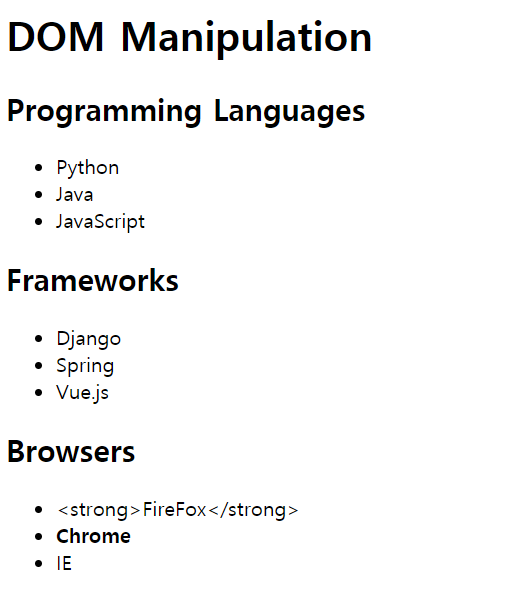 DOM Manipulation
Programming Languages
Python
Java
JavaScript
Frameworks
Django
Spring
Vue.js
Browsers
<strong>FireFox</strong>
Chrome
IE